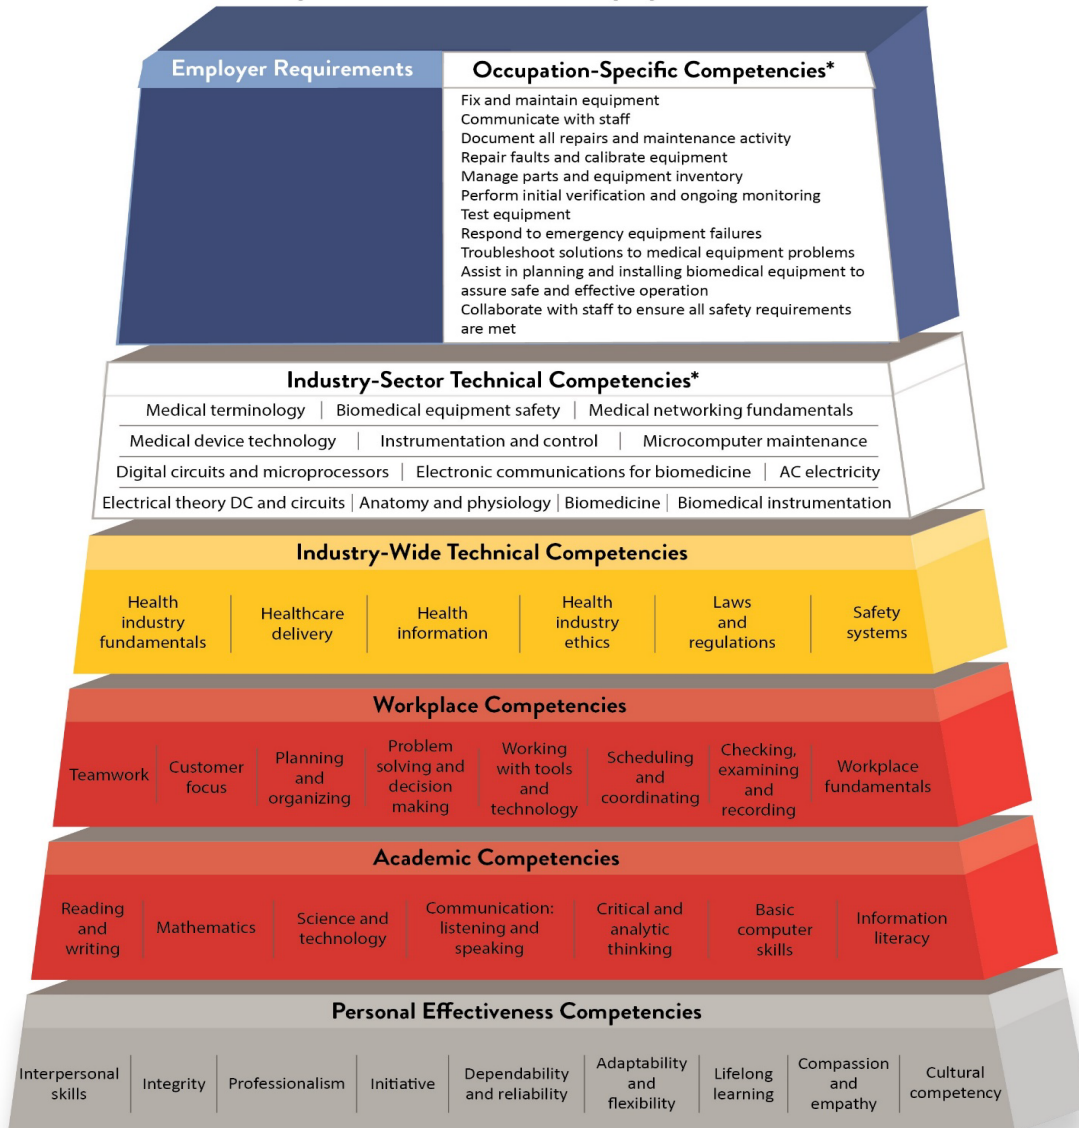 Employer Requirements
Occupation-Specific Competencies*
Fix and maintain equipment
Communicate with staff
Document all repairs and maintenance activity
Repair faults and calibrate equipment
Manage parts and equipment inventory
Perform initial verification and ongoing monitoring
Test equipment
Respond to emergency equipment failures
Troubleshoot solutions to medical equipment problems
Assist in planning and installing biomedical equipment to
assure safe and effective operation
Collaborate with staff to ensure all safety requirements
are met
Industry-Sector Technical Competencies*
Medical terminology | Biomedical equipment safety | Medical networking fundamentals
Medical device technology | Instrumentation and control | Microcomputer maintenance
Digital circuits and microprocessors | Electronic communications for biomedicine | AC electricity
Electrical theory DC and circuits | Anatomy and physiology | Biomedicine | Biomedical instrumentation
Industry-Wide Technical Competencies
Health
industry
fundamentals
Healthcare
delivery
Health
information
Health
industry
ethics
Laws
and
regulations
Safety
systems
Workplace Competencies
Teamwork
Customer
focus
Planning
and
organizing
Problem
solving and
decision
making
Working
with tools
and
technology
Scheduling
and
coordinating
Checking,
examining
and
recording
Workplace
fundamentals
Academic Competencies
Reading
and
writing
Mathematics
Science and
technology
Communication:
listening and
speaking
Critical and
analytic
thinking
Basic
computer
skills
Information
literacy
Personal Effectiveness Competencies
Interpersonal
skills
Integrity
Professionalism
Initiative
Dependability
and reliability
Adaptability
and
flexibility
Lifelong
learning
Compassion
and
empathy
Cultural
competency